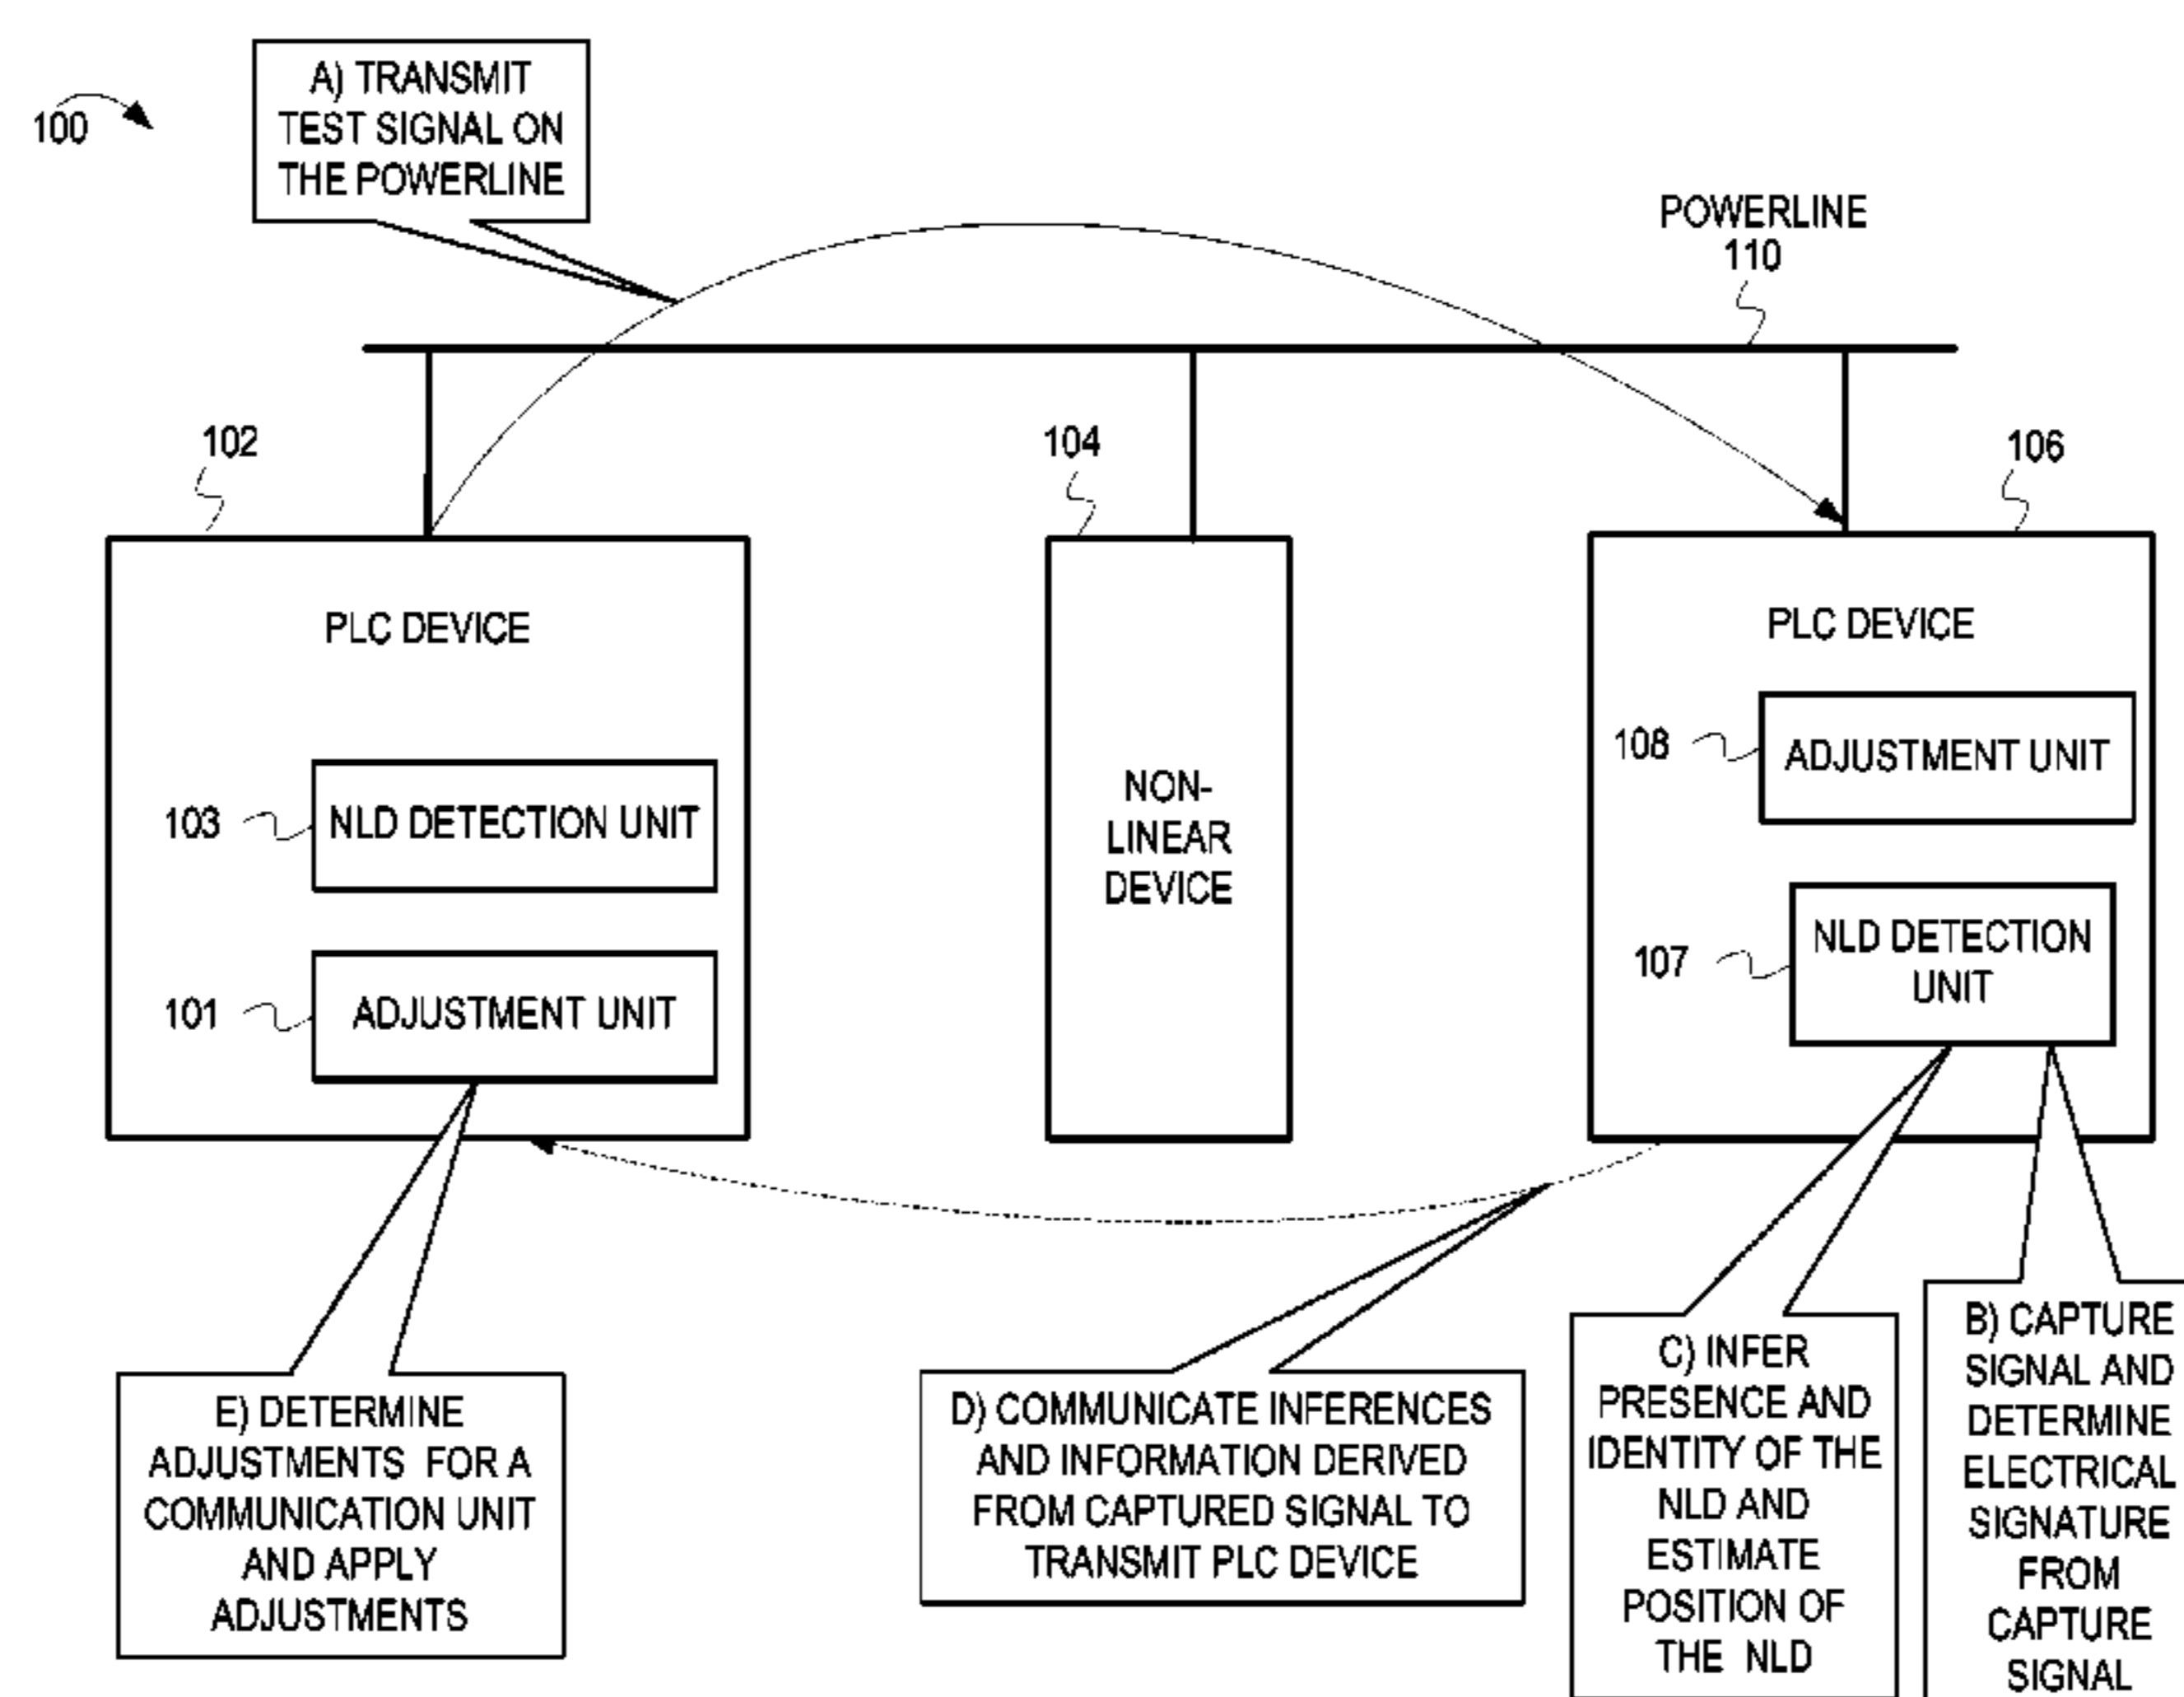 100
A) TRANSMIT
TEST SIGNAL ON
THE POWERLINE
POWERLINE
110
102
104
106
PLC DEVICE
103
NLD DETECTION UNIT
101
ADJUSTMENT UNIT
NON-
LINEAR
DEVICE
PLC DEVICE
108
ADJUSTMENT UNIT
107
NLD DETECTION
UNIT
E) DETERMINE
ADJUSTMENTS FOR A
COMMUNICATION UNIT
AND APPLY
ADJUSTMENTS
D) COMMUNICATE INFERENCES
AND INFORMATION DERIVED
FROM CAPTURED SIGNAL TO
TRANSMIT PLC DEVICE
C) INFER
PRESENCE AND
IDENTITY OF THE
NLD AND
ESTIMATE
POSITION OF
THE NLD
B) CAPTURE
SIGNAL AND
DETERMINE
ELECTRICAL
SIGNATURE
FROM
CAPTURE
SIGNAL